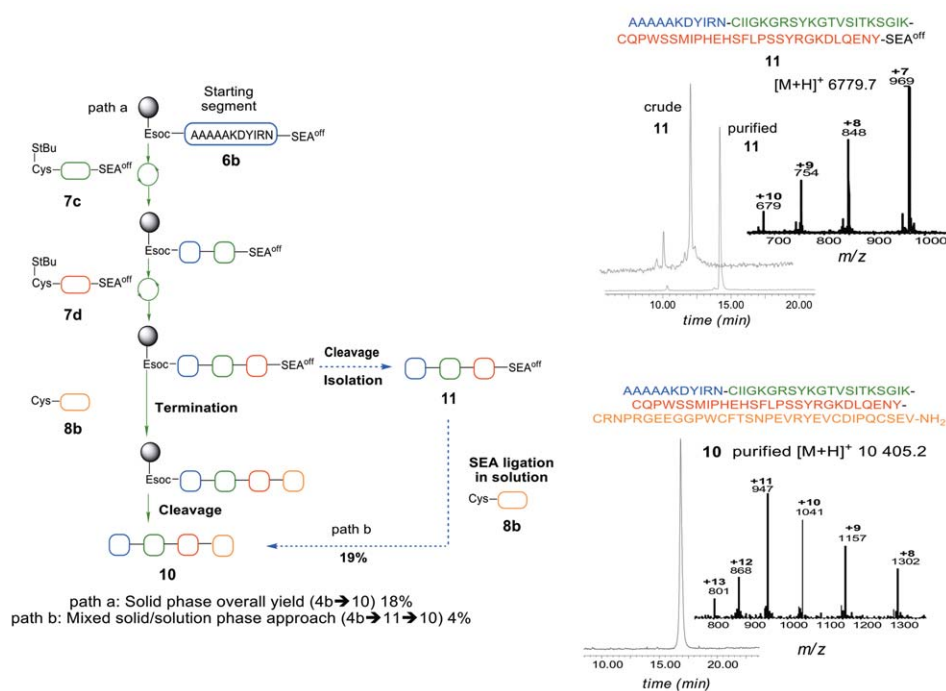 path a
Starting
segment
Esoc
AAAAAKDYIRN
SEAoff
6b
StBu
Cys
SEAoff
7c
Esoc
SEAoff
StBu
Cys
SEAoff
7d
Esoc
SEAoff
Cleavage
Isolation
SEAoff
11
Cys
8b
Termination
SEA ligation
in solution
Cys
8b
Esoc
Cleavage
path b
19%
10
path a: Solid phase overall yield (4b➔10) 18%
path b: Mixed solid/solution phase approach (4b➔11➔10) 4%
AAAAAKDYIRN-CIIGKGRSYKGTVSITKSGIK-
CQPWSSMIPHEHSFLPSSYRGKDLQENY-SEAoff
11
[M+H]+ 6779.7
crude
11
purified
11
+7
969
+8
848
+9
754
+10
679
700 800 900 1000
m/z
10.00 15.00 20.00
time (min)
AAAAAKDYIRN-CIIGKGRSYKGTVSITKSGIK-
CQPWSSMIPHEHSFLPSSYRGKDLQENY-
CRNPRGEEGGPWCFTSNPEVRYEVCDIPQCSEV-NH2
10 purified [M+H]+ 10 405.2
+11
947
+10
1041
+9
1157
+12
868
+8
1302
+13
801
800 900 1000 1100 1200 1300
m/z
10.00 15.00 20.00
time (min)